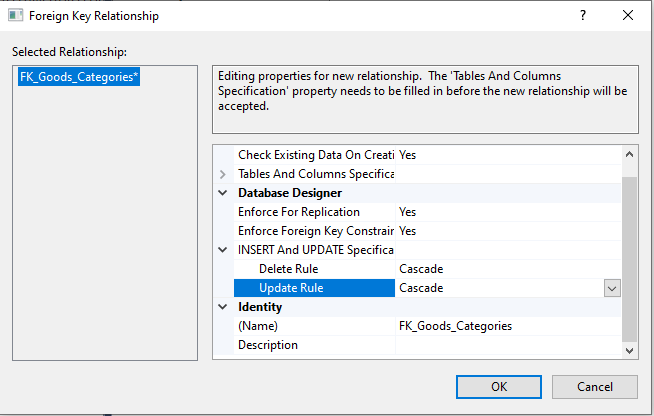 Foreign Key Relationship
Selected Relationship:
FK_Goods_Categories*
Editing properties for new relationship. The 'Tables And Columns
Specification' property needs to be filled in before the new relationship will be
accepted.
Check Existing Data On Creati Yes
Tables And Columns Specifica
Database Designer
Enforce For Replication Yes
Enforce Foreign Key Constrain Yes
INSERT And UPDATE Specifica
Delete Rule Cascade
Update Rule Cascade
Identity
(Name) FK_Goods_Categories
Description
OK Cancel